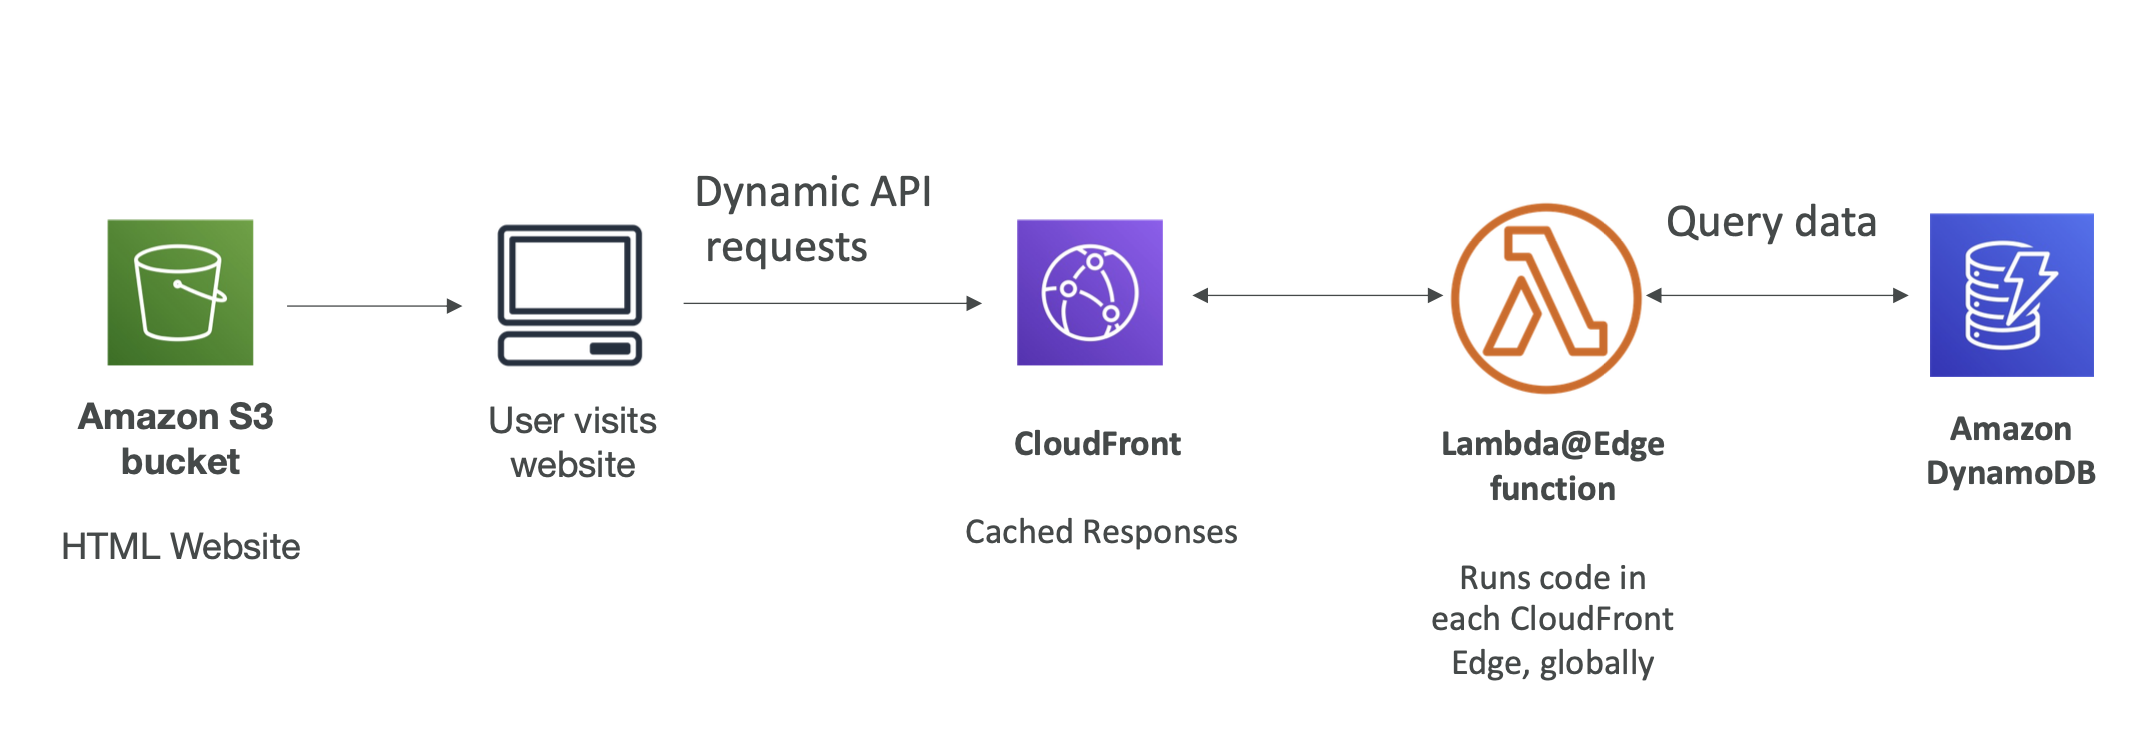 Amazon S3
bucket
HTML Website
User visits
website
Dynamic API
requests
CloudFront
Cached Responses
Lambda@Edge
function
Runs code in
each CloudFront
Edge, globally
Query data
Amazon
DynamoDB